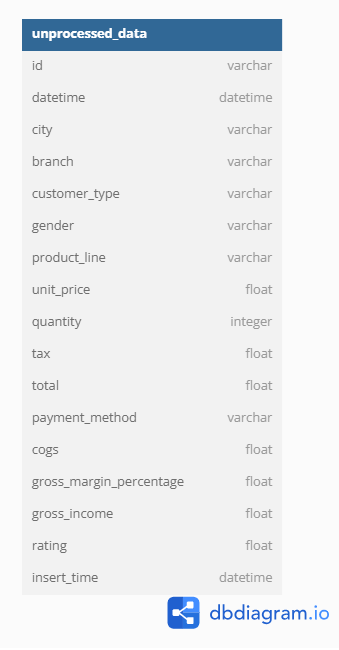 unprocessed_data
id varchar
datetime datetime
city varchar
branch varchar
customer_type varchar
gender varchar
product_line varchar
unit_price float
quantity integer
tax float
total float
payment_method varchar
cogs float
gross_margin_percentage float
gross_income float
rating float
insert_time datetime
dbdiagram.io